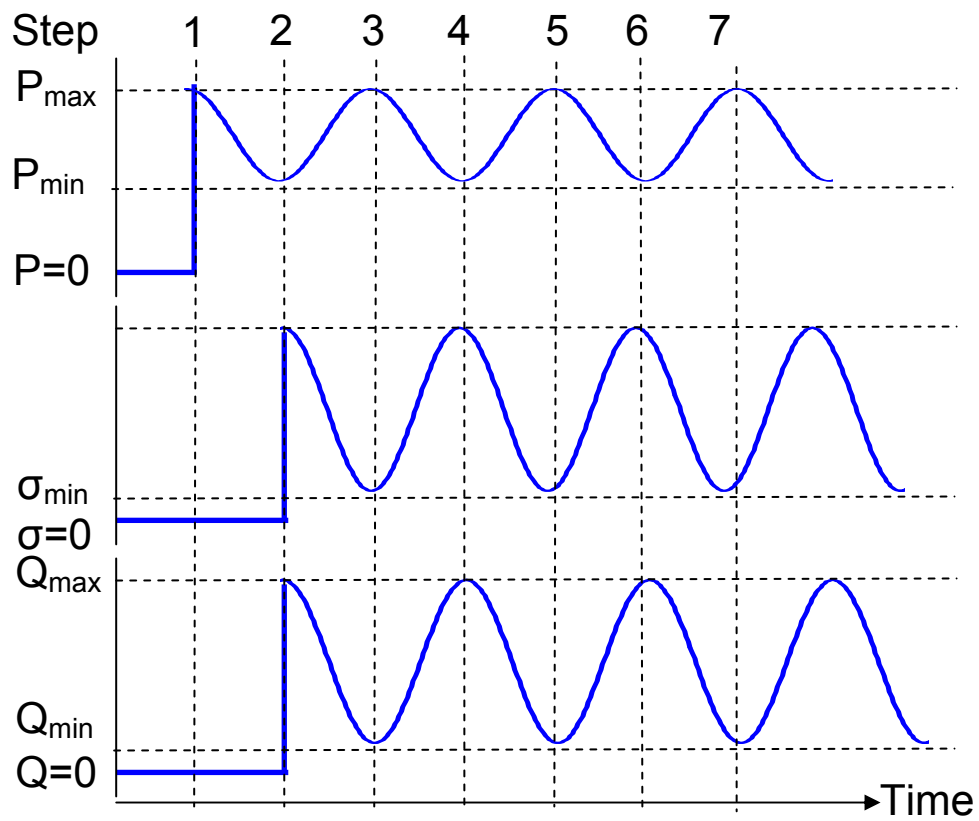 Step 1 2 3 4 5 6 7
Pmax
Pmin
P=0
σmin
σ=0
Qmax
Qmin
Q=0
Time